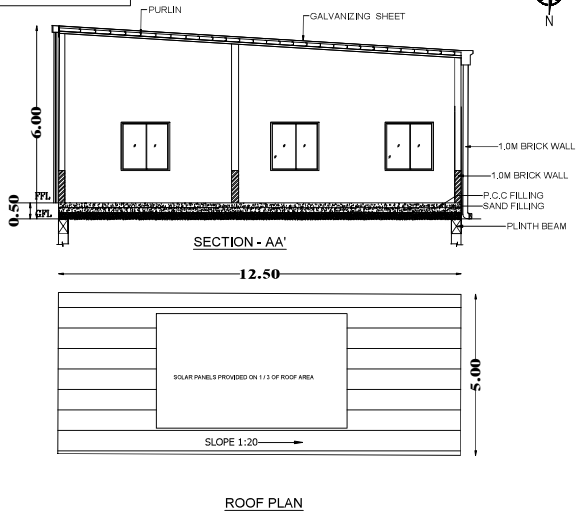 PURLIN
GALVANIZING SHEET
N
6.00
1.0M BRICK WALL
1.0M BRICK WALL
P.C.C FILLING
SAND FILLING
FFL
0.50
GFL
PLINTH BEAM
SECTION - AA'
12.50
SOLAR PANELS PROVIDED ON 1 / 3 OF ROOF AREA
5.00
SLOPE 1:20
ROOF PLAN